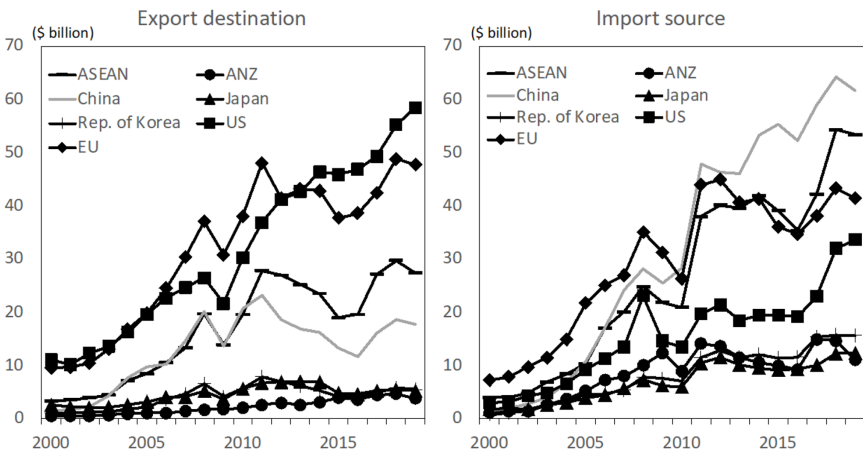 Export destination
($ billion)
70
60
50
40
30
20
10
0
ASEAN
ANZ
China
Japan
Rep. of Korea
US
EU
2000
2005
2010
2015
Import source
($ billion)
70
60
50
40
30
20
10
0
ASEAN
ANZ
China
Japan
Rep. of Korea
US
EU
2000
2005
2010
2015